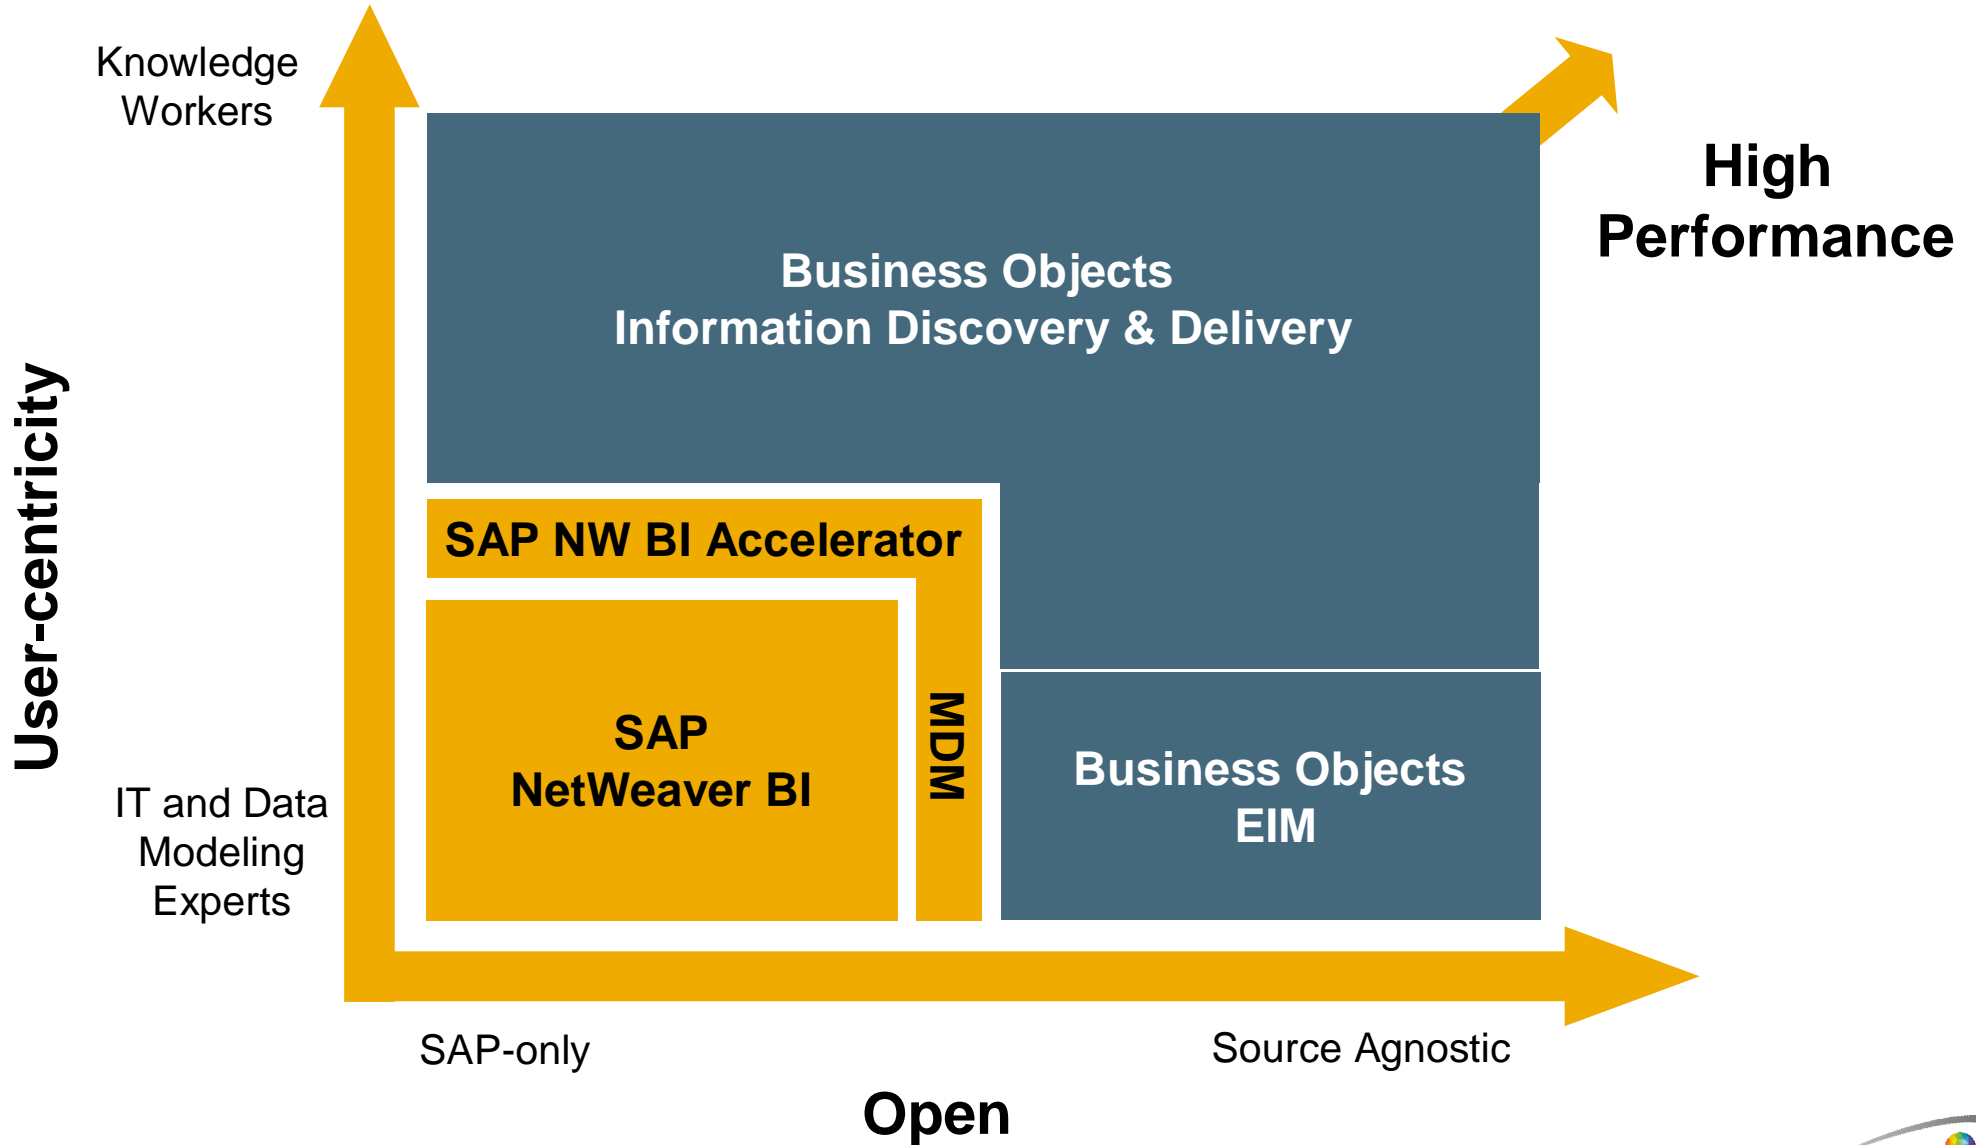 Knowledge
Workers
High
Performance
Business Objects
Information Discovery & Delivery
User-centricity
SAP NW BI Accelerator
SAP
NetWeaver BI
MDM
Business Objects
EIM
IT and Data
Modeling
Experts
SAP-only
Source Agnostic
Open